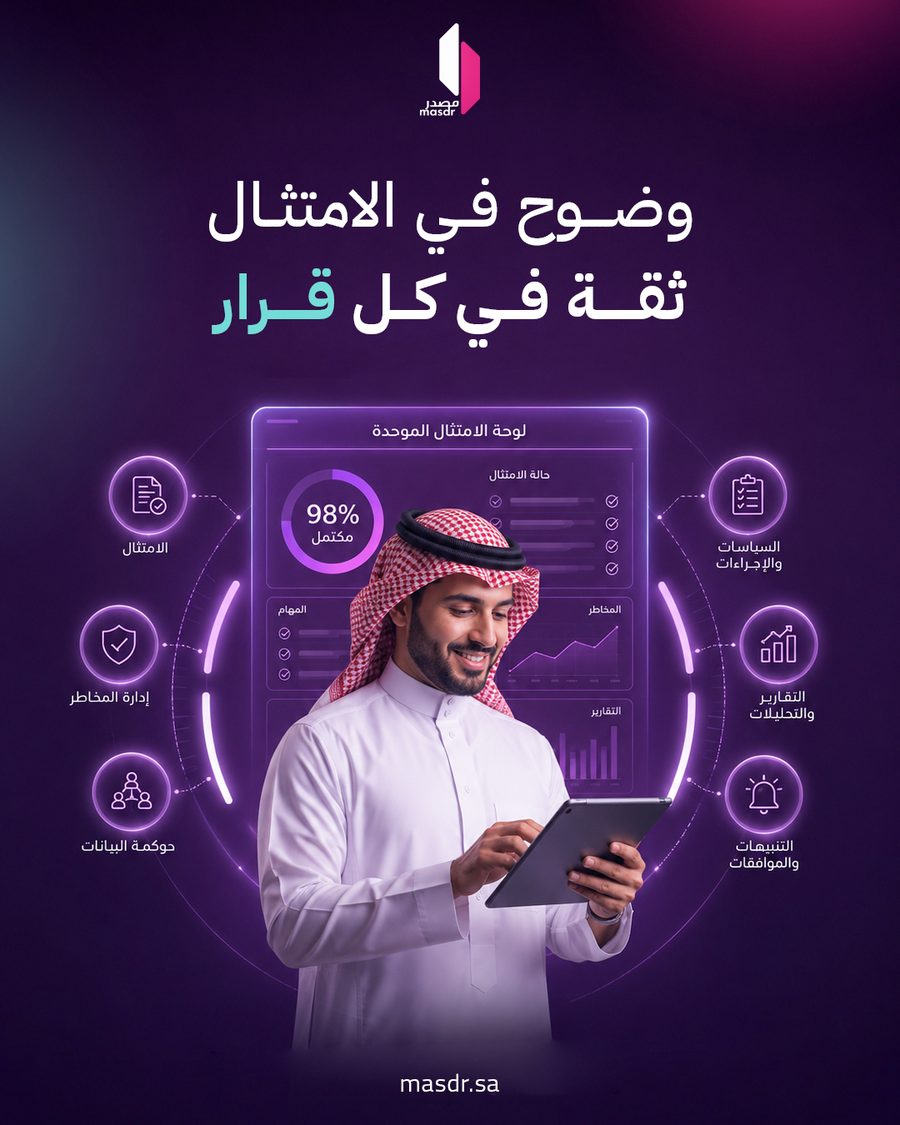 مصدر
masdr
وضوح في الامتثال
ثقة في كل قرار
لوحة الامتثال الموحدة
حالة الامتثال
98%
مكتمل
المهام
المخاطر
التقارير
السياسات
والإجراءات
التقارير
والتحليلات
التنبيهات
والموافقات
الامتثال
إدارة المخاطر
حوكمة البيانات
masdr.sa